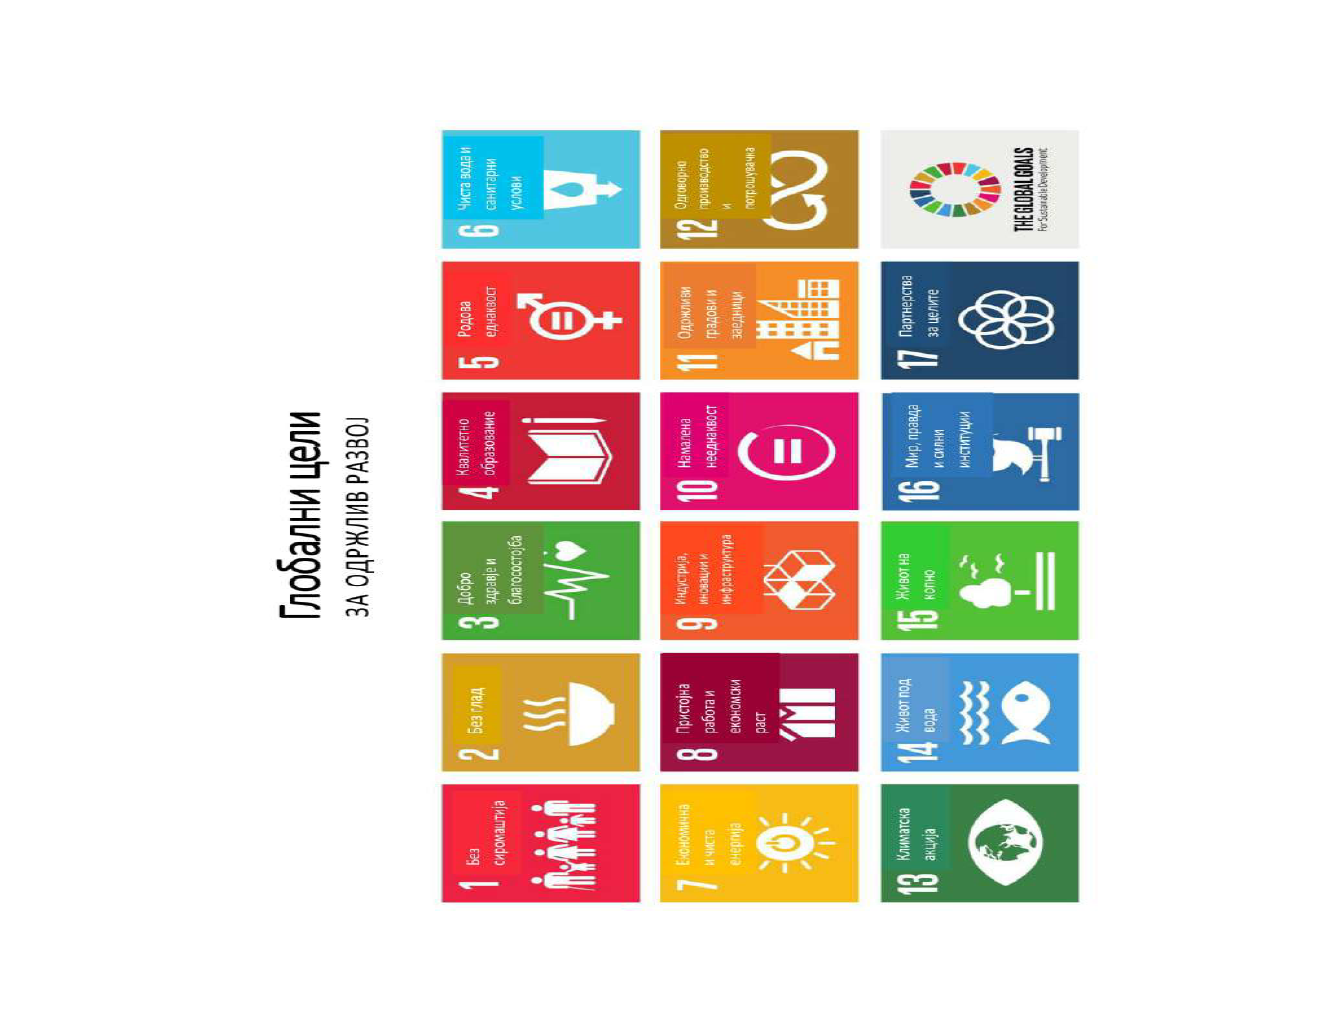 Глобални цели
ЗА ОДРЖЛИВ РАЗВОЈ
1
Без
сиромаштија
2
Без глад
3
Добро
здравје и
благосостојба
4
Квалитетно
образование
5
Родова
еднаквост
6
Чиста вода и
санитарни
услови
7
Економична
и чиста
енергија
8
Пристојна
работа и
економски
раст
9
Индустрија,
иновации и
инфраструктура
10
Намалена
нееднаквост
11
Одржливи
градови и
заедници
12
Одговорно
производство
и
потрошувачка
13
Климатска
акција
14
Живот под
вода
15
Живот на
копно
16
Мир, правда
и силни
институции
17
Партнерства
за целите
THE GLOBAL GOALS
For Sustainable Development